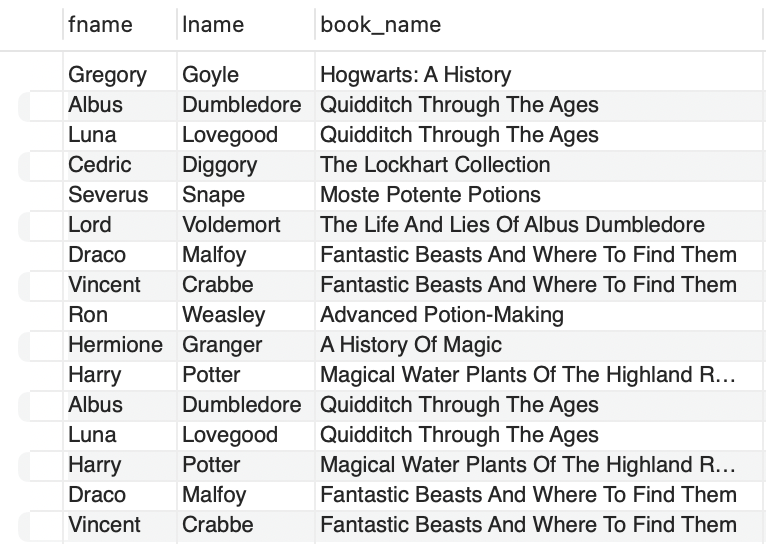 fname lname book_name
Gregory Goyle Hogwarts: A History
Albus Dumbledore Quidditch Through The Ages
Luna Lovegood Quidditch Through The Ages
Cedric Diggory The Lockhart Collection
Severus Snape Moste Potente Potions
Lord Voldemort The Life And Lies Of Albus Dumbledore
Draco Malfoy Fantastic Beasts And Where To Find Them
Vincent Crabbe Fantastic Beasts And Where To Find Them
Ron Weasley Advanced Potion-Making
Hermione Granger A History Of Magic
Harry Potter Magical Water Plants Of The Highland R...
Albus Dumbledore Quidditch Through The Ages
Luna Lovegood Quidditch Through The Ages
Harry Potter Magical Water Plants Of The Highland R...
Draco Malfoy Fantastic Beasts And Where To Find Them
Vincent Crabbe Fantastic Beasts And Where To Find Them